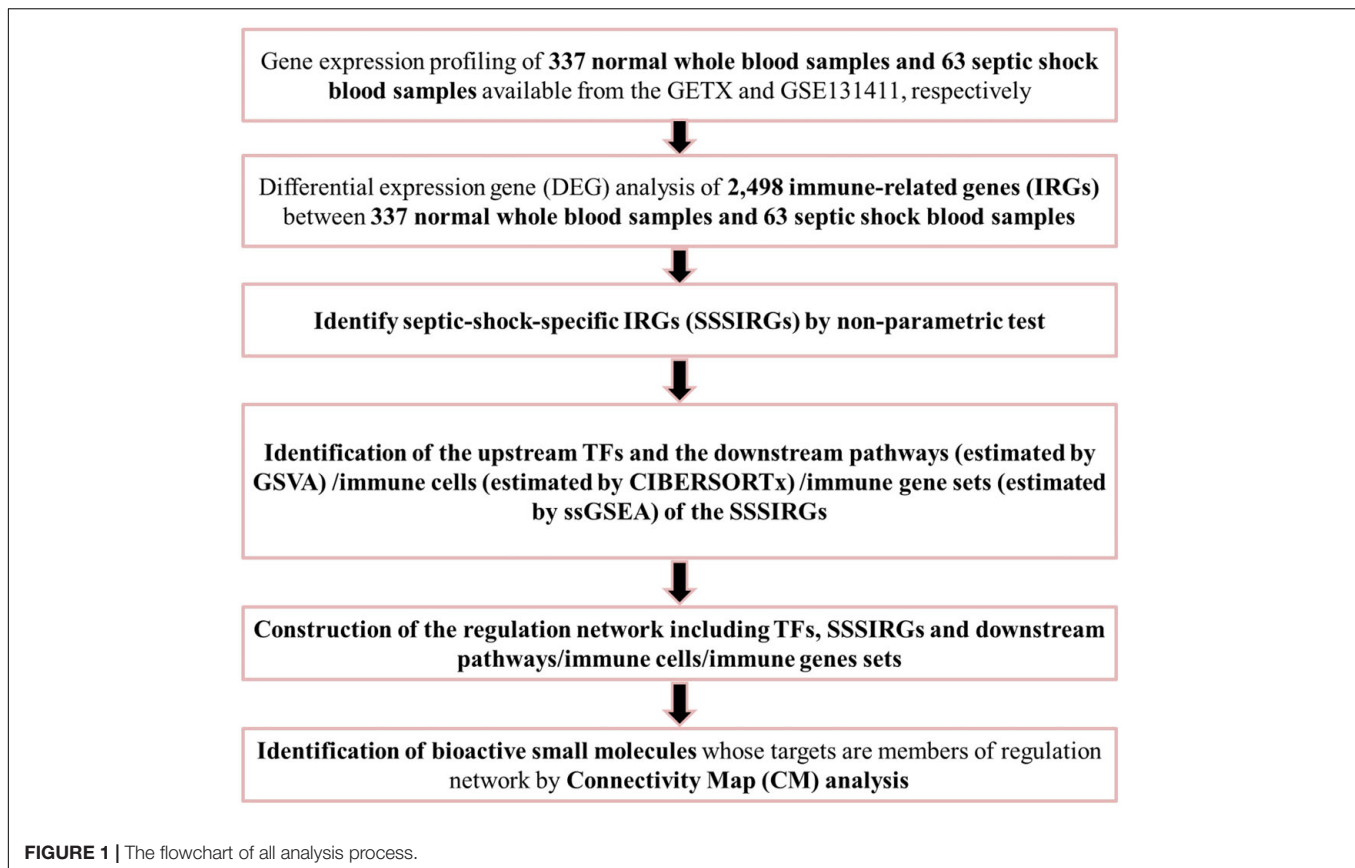 Gene expression profiling of 337 normal whole blood samples and 63 septic shock
blood samples available from the GETX and GSE131411, respectively
Differential expression gene (DEG) analysis of 2,498 immune-related genes (IRGs)
between 337 normal whole blood samples and 63 septic shock blood samples
Identify septic-shock-specific IRGs (SSSIRGs) by non-parametric test
Identification of the upstream TFs and the downstream pathways (estimated by
GSVA) /immune cells (estimated by CIBERSORTx) /immune gene sets (estimated
by ssGSEA) of the SSSIRGs
Construction of the regulation network including TFs, SSSIRGs and downstream
pathways/immune cells/immune genes sets
Identification of bioactive small molecules whose targets are members of regulation
network by Connectivity Map (CM) analysis
FIGURE 1 | The flowchart of all analysis process.